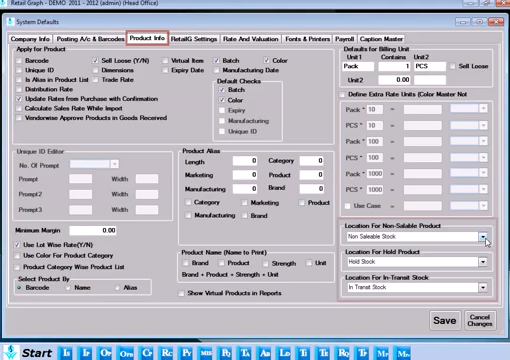 Retail Graph - DEMO 2011 - 2012 (admin) (Head Office)
System Defaults
Company Info Posting A/c & Barcodes Product Info RetailG Settings Rate And Valuation Fonts & Printers Payroll Caption Master
Apply for Product
Barcode Sell Loose (Y/N) Virtual Item Batch Color
Unique ID Dimensions Expiry Date Manufacturing Date
Is Alias in Product List Trade Rate
Distribution Rate
Update Rates from Purchase with Confirmation
Calculate Sales Rate While Import
Vendorwise Approve Products in Goods Received
Default Checks
Batch
Color
Expiry
Manufacturing
Unique ID
Defaults for Billing Unit
Unit1 Contains Unit2
Pack 1 PCS Sell Loose
Unit2 0.00
Define Extra Rate Units (Color Master Not
Pack * 10 =
PCS * 10 =
Pack * 100 =
PCS * 100 =
Pack * 1000 =
PCS * 1000 =
Use Case =
Unique ID Editor
No. Of Prompt
Prompt Width
Prompt2 Width
Prompt3 Width
Product Alias
Length 0 Category 0
Marketing 0 Product 0
Manufacturing 0 Brand 0
Category Marketing Product
Manufacturing Brand
Minimum Margin 0.00
Use Lot Wise Rate(Y/N)
Use Color For Product Category
Product Category Wise Product List
Select Product By
Barcode Name Alias
Product Name (Name to Print)
Brand Product Strength Unit
Brand + Product + Strength + Unit
Show Virtual Products in Reports
Location For Non-Salable Product
Non Saleable Stock
Location For Hold Product
Hold Stock
Location For In-Transit Stock
In Transit Stock
Save Cancel Changes
Start